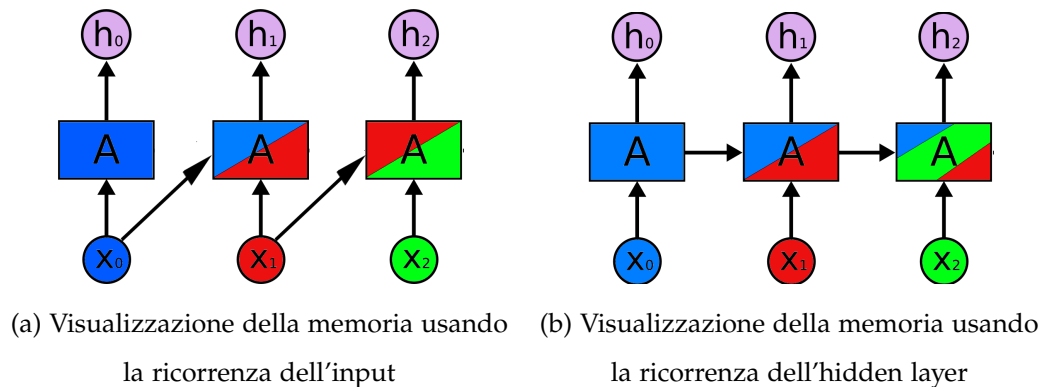 h₀ h₁ h₂ h₀ h₁ h₂
A A A A A A
x₀ x₁ x₂ x₀ x₁ x₂
(a) Visualizzazione della memoria usando
la ricorrenza dell'input
(b) Visualizzazione della memoria usando
la ricorrenza dell'hidden layer